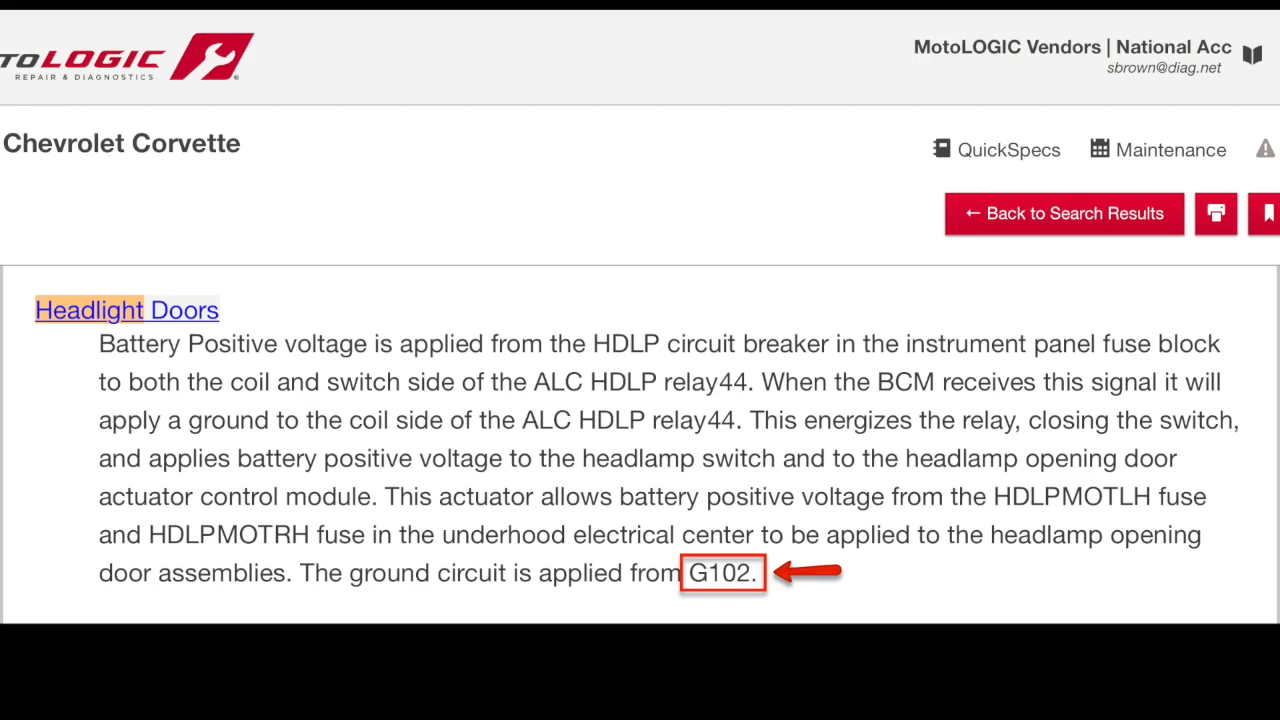 TOLOGIC
REPAIR & DIAGNOSTICS
MotoLOGIC Vendors | National Acc
sbrown@diag.net
Chevrolet Corvette
QuickSpecs
Maintenance
← Back to Search Results
Headlight Doors
Battery Positive voltage is applied from the HDLP circuit breaker in the instrument panel fuse block
to both the coil and switch side of the ALC HDLP relay44. When the BCM receives this signal it will
apply a ground to the coil side of the ALC HDLP relay44. This energizes the relay, closing the switch,
and applies battery positive voltage to the headlamp switch and to the headlamp opening door
actuator control module. This actuator allows battery positive voltage from the HDLPMOTLH fuse
and HDLPMOTRH fuse in the underhood electrical center to be applied to the headlamp opening
door assemblies. The ground circuit is applied from G102.